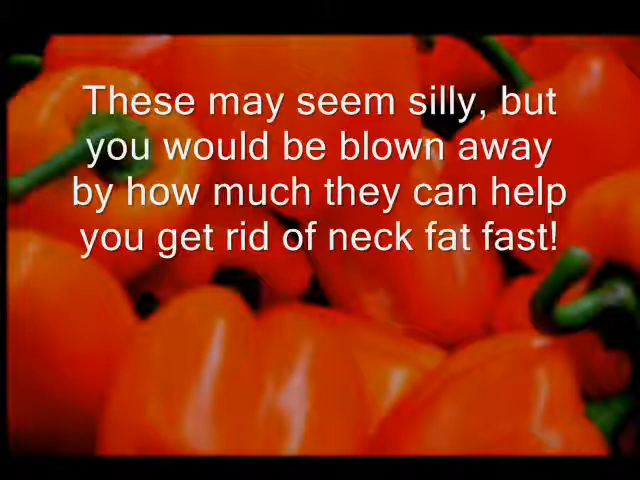 These may seem silly, but
you would be blown away
by how much they can help
you get rid of neck fat fast!